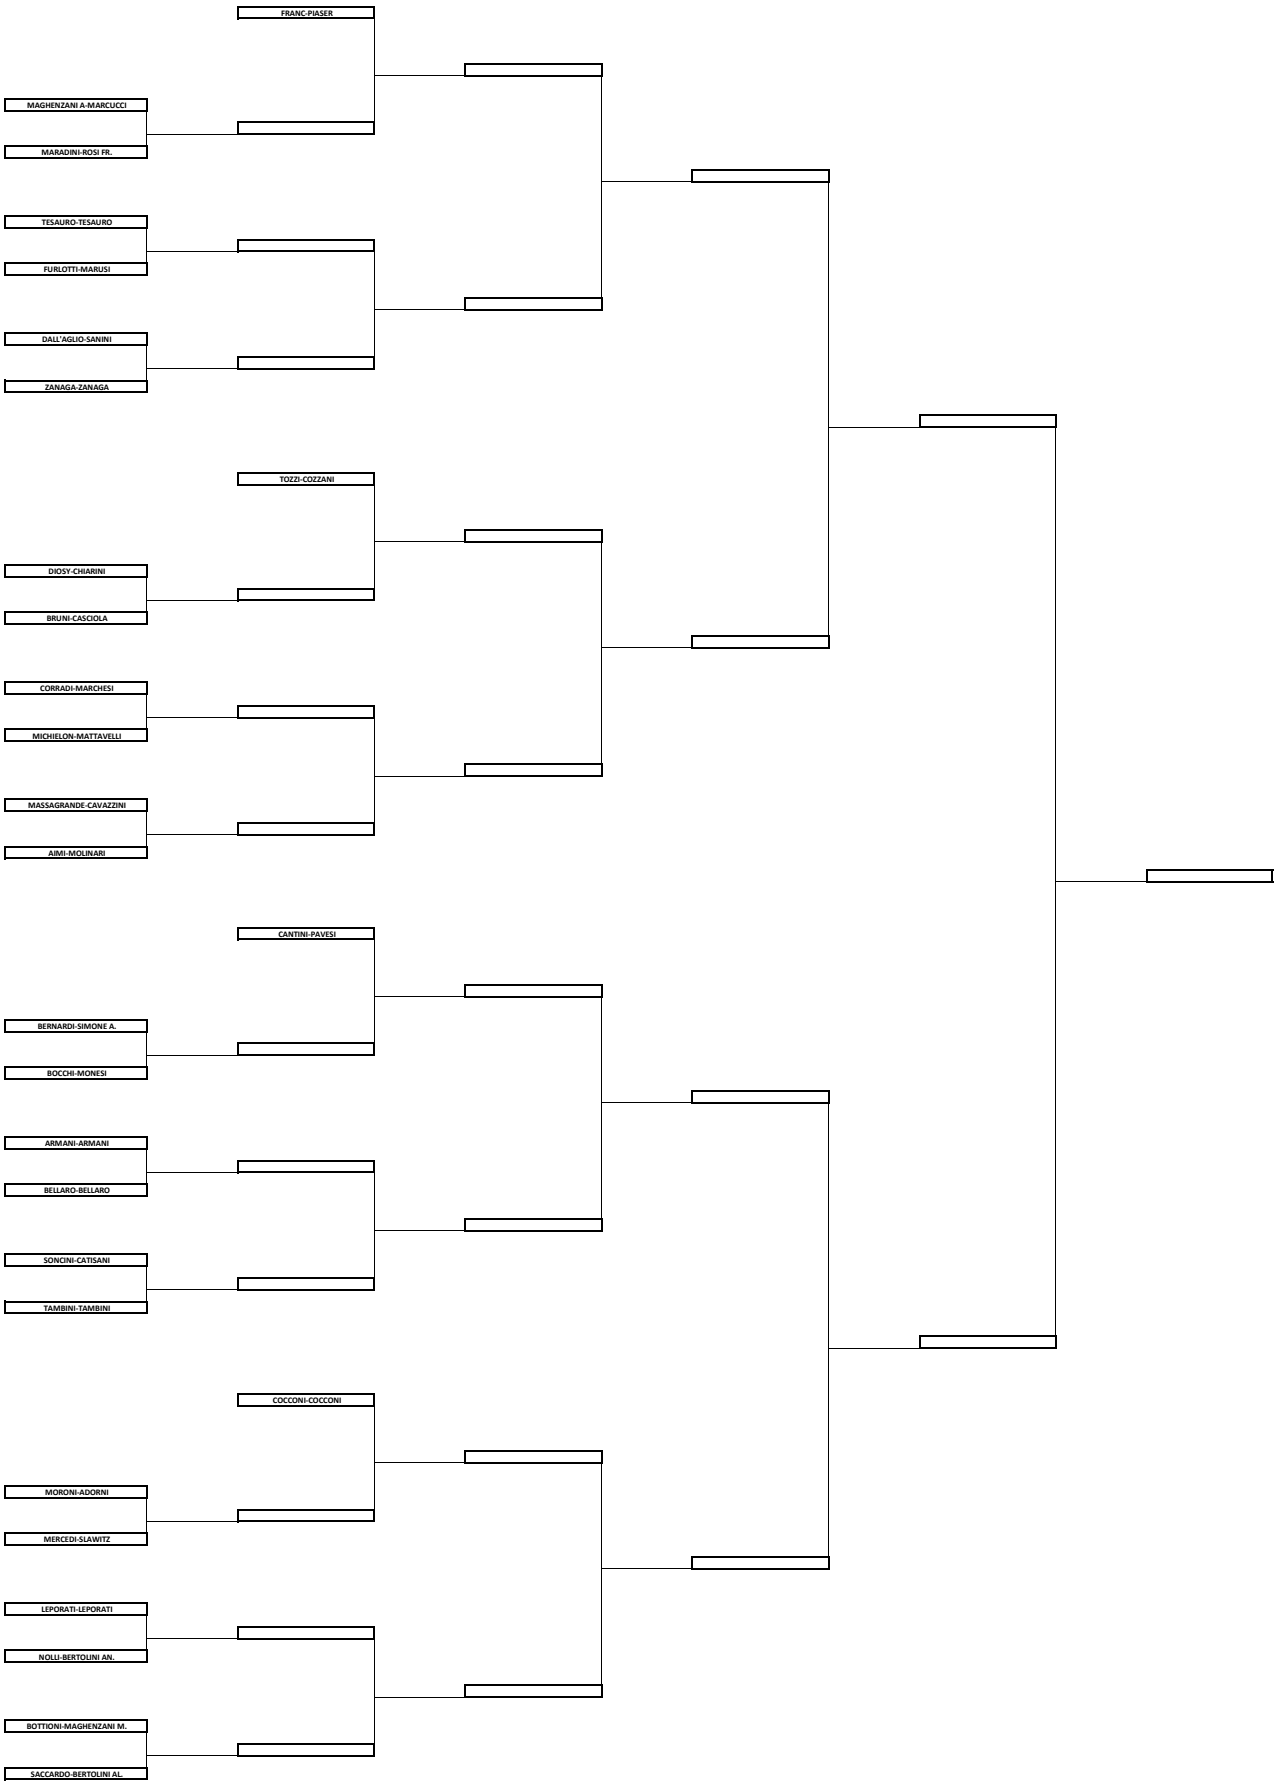 FRANC-PIASER
MAGHENZANI A-MARCUCCI
MARADINI-ROSI FR.
TESAURO-TESAURO
FURLOTTI-MARUSI
DALL'AGLIO-SANINI
ZANAGA-ZANAGA
TOZZI-COZZANI
DIOSY-CHIARINI
BRUNI-CASCIOLA
CORRADI-MARCHESI
MICHIELON-MATTAVELLI
MASSAGRANDE-CAVAZZINI
AIMI-MOLINARI
CANTINI-PAVESI
BERNARDI-SIMONE A.
BOCCHI-MONESI
ARMANI-ARMANI
BELLARO-BELLARO
SONCINI-CATISANI
TAMBINI-TAMBINI
COCCONI-COCCONI
MORONI-ADORNI
MERCEDI-SLAWITZ
LEPORATI-LEPORATI
NOLLI-BERTOLINI AN.
BOTTIONI-MAGHENZANI M.
SACCARDO-BERTOLINI AL.